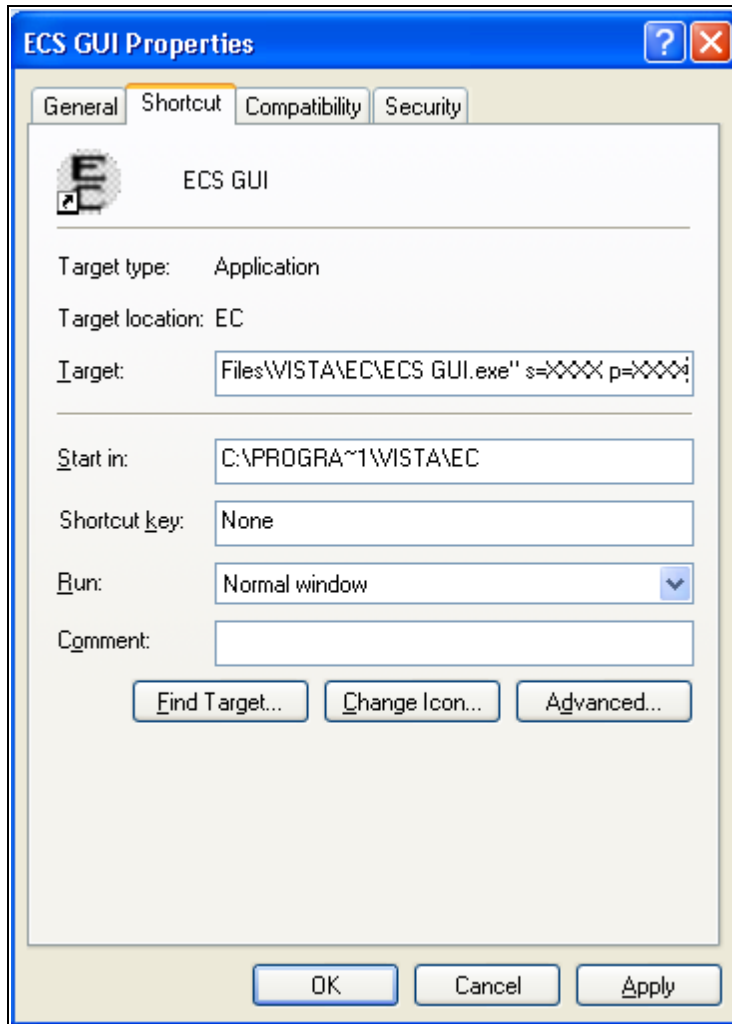 ECS GUI Properties
General Shortcut Compatibility Security
EC
ECS GUI
Target type: Application
Target location: EC
Target: Files\VISTA\EC\ECS GUI.exe" s=XXXX p=XXXX
Start in: C:\PROGRA~1\VISTA\EC
Shortcut key: None
Run: Normal window
Comment:
Find Target... Change Icon... Advanced...
OK Cancel Apply